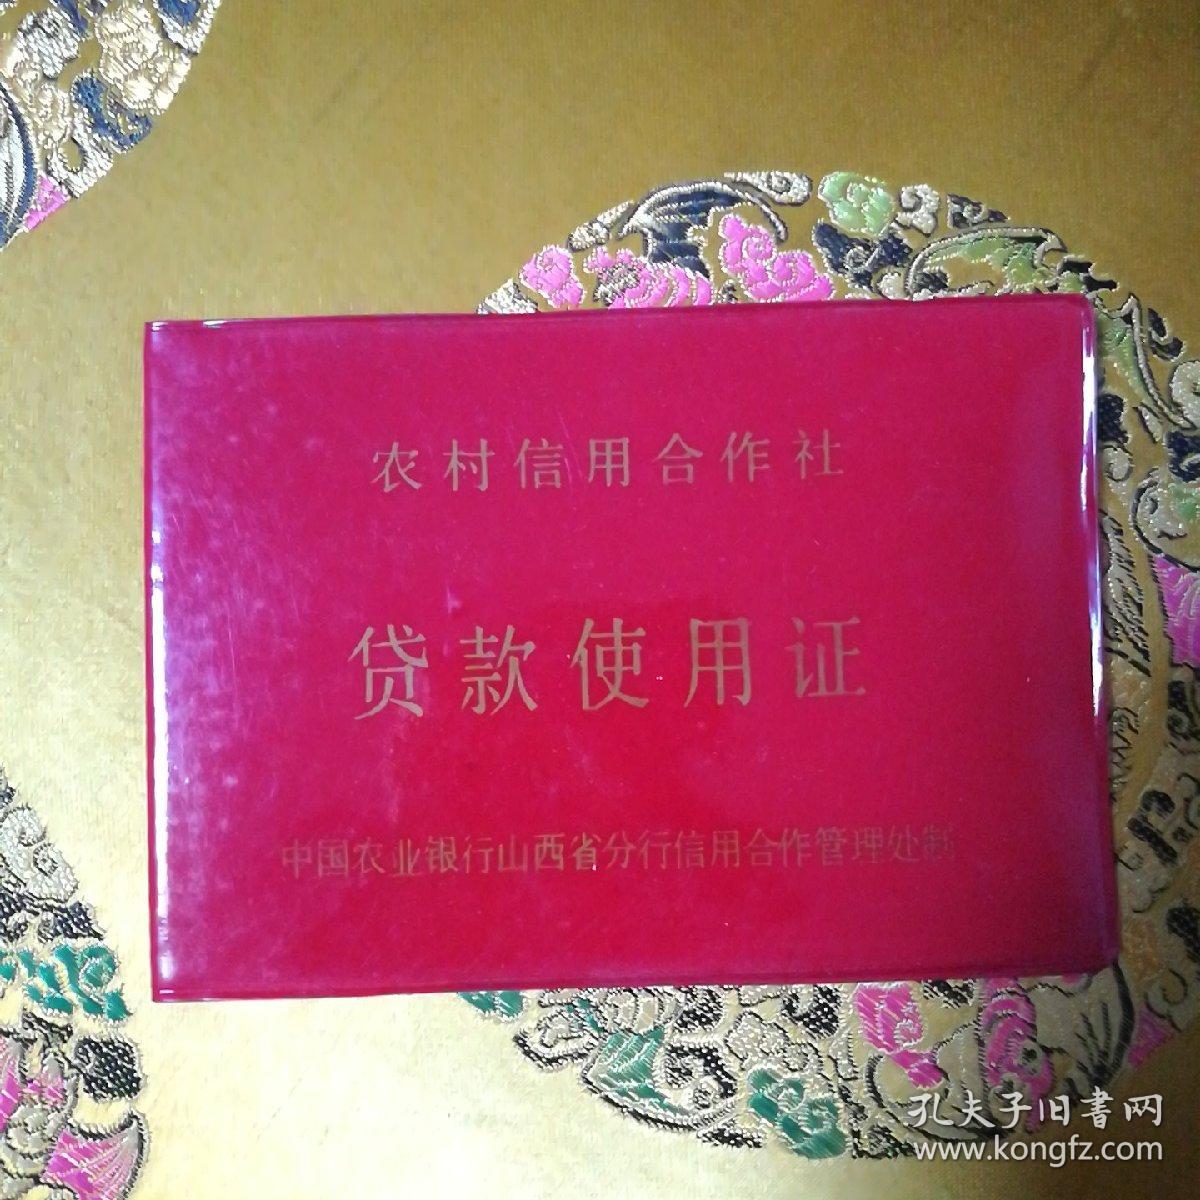 农村信用合作社
贷款使用证
中国农业银行山西省分行信用合作管理处制
孔夫子旧書网
www.kongfz.com